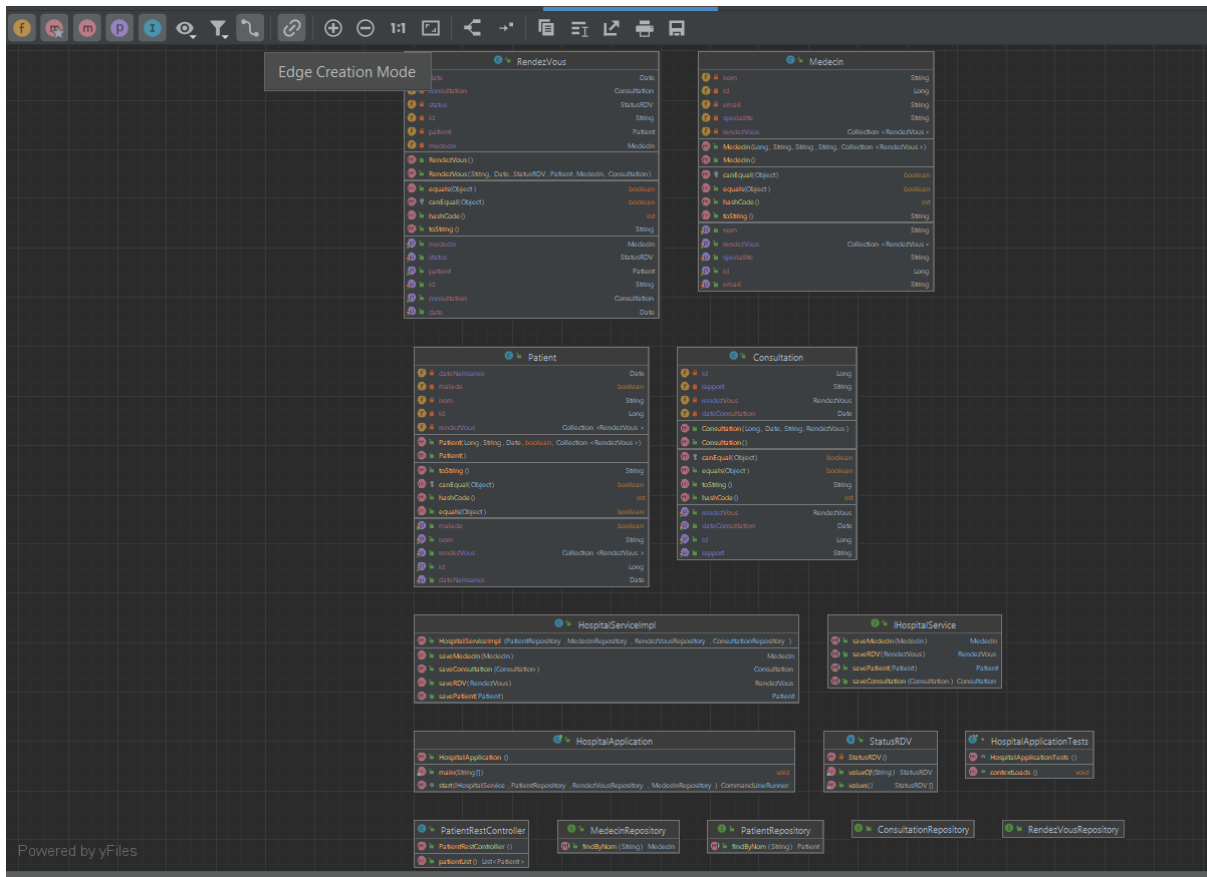 1:1
Edge Creation Mode
RendezVous
date Date
consultation Consultation
status StatusRDV
id String
patient Patient
medecin Medecin
RendezVous()
RendezVous(String, Date, StatusRDV, Patient, Medecin, Consultation)
equals(Object) boolean
canEqual(Object) boolean
hashCode() int
toString() String
medecin Medecin
status StatusRDV
patient Patient
id String
consultation Consultation
date Date
Medecin
nom String
id Long
email String
specialite String
rendezVous Collection<RendezVous>
Medecin(Long, String, String, String, Collection<RendezVous>)
Medecin()
canEqual(Object) boolean
equals(Object) boolean
hashCode() int
toString() String
nom String
rendezVous Collection<RendezVous>
specialite String
id Long
email String
Patient
dateNaissance Date
malade boolean
nom String
id Long
rendezVous Collection<RendezVous>
Patient(Long, String, Date, boolean, Collection<RendezVous>)
Patient()
toString() String
canEqual(Object) boolean
hashCode() int
equals(Object) boolean
malade boolean
nom String
rendezVous Collection<RendezVous>
id Long
dateNaissance Date
Consultation
id Long
rapport String
rendezVous RendezVous
dateConsultation Date
Consultation(Long, Date, String, RendezVous)
Consultation()
canEqual(Object) boolean
equals(Object) boolean
toString() String
hashCode() int
rendezVous RendezVous
dateConsultation Date
id Long
rapport String
HospitalServiceImpl
HospitalServiceImpl(PatientRepository, MedecinRepository, RendezVousRepository, ConsultationRepository)
saveMedecin(Medecin) Medecin
saveConsultation(Consultation) Consultation
saveRDV(RendezVous) RendezVous
savePatient(Patient) Patient
IHospitalService
saveMedecin(Medecin) Medecin
saveRDV(RendezVous) RendezVous
savePatient(Patient) Patient
saveConsultation(Consultation) Consultation
HospitalApplication
HospitalApplication()
main(String[]) void
start(IHospitalService, PatientRepository, RendezVousRepository, MedecinRepository) CommandLineRunner
StatusRDV
StatusRDV()
valueOf(String) StatusRDV
values() StatusRDV[]
HospitalApplicationTests
HospitalApplicationTests()
contextLoads() void
PatientRestController
PatientRestController()
patientList() List<Patient>
MedecinRepository
findByNom(String) Medecin
PatientRepository
findByNom(String) Patient
ConsultationRepository
RendezVousRepository
Powered by yFiles